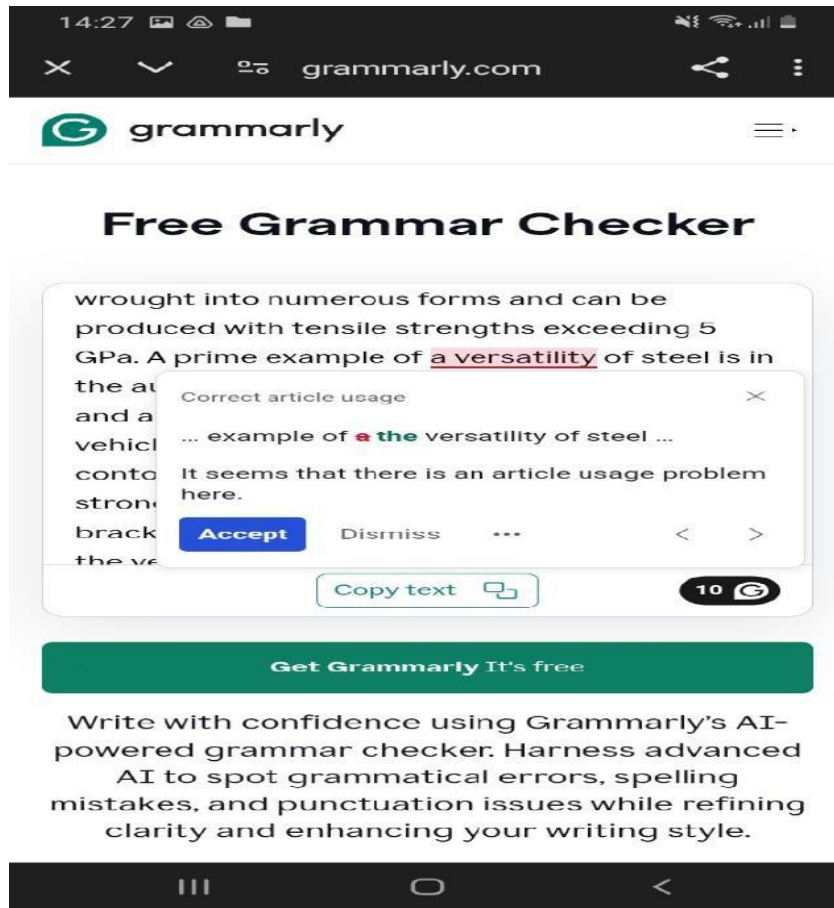 14:27
grammarly.com
grammarly
Free Grammar Checker
wrought into numerous forms and can be
produced with tensile strengths exceeding 5
GPa. A prime example of a versatility of steel is in
the au
and a
vehicl
conto
stron
brack
the ve
Correct article usage
... example of a the versatility of steel ...
It seems that there is an article usage problem
here.
Accept Dismiss
Copy text
10
Get Grammarly It's free
Write with confidence using Grammarly's AI-
powered grammar checker. Harness advanced
AI to spot grammatical errors, spelling
mistakes, and punctuation issues while refining
clarity and enhancing your writing style.